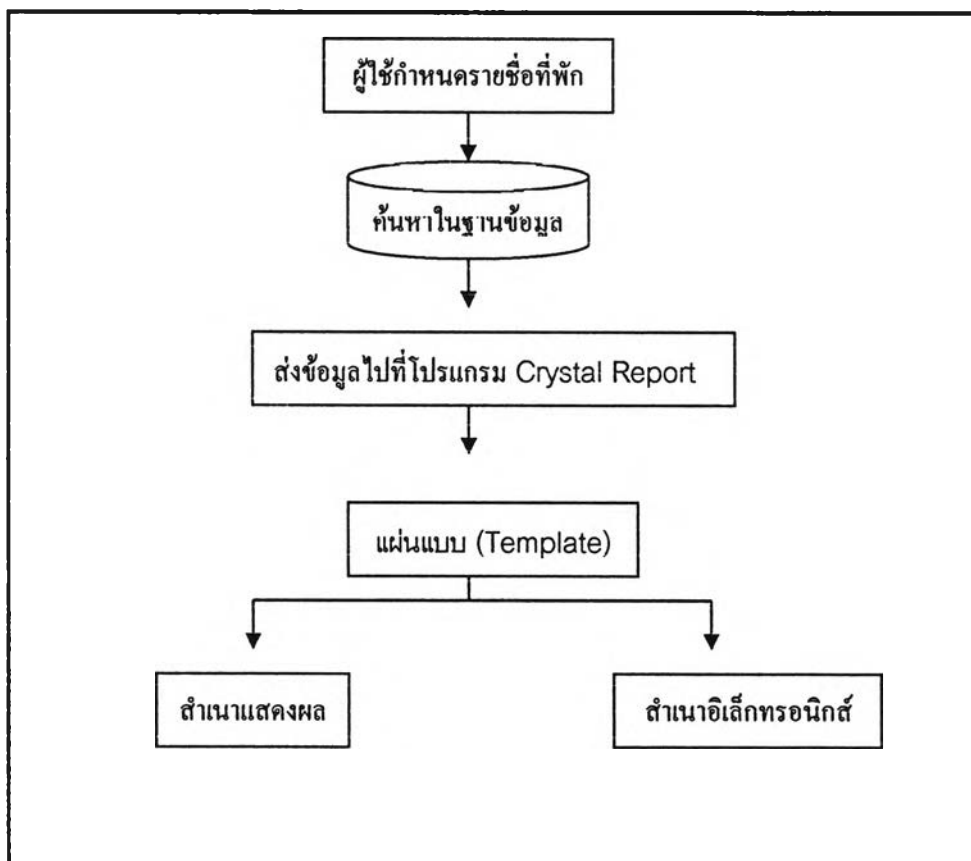 ผู้ใช้กำหนดรายชื่อที่พัก
ค้นหาในฐานข้อมูล
ส่งข้อมูลไปที่โปรแกรม Crystal Report
แผ่นแบบ (Template)
สำเนาแสดงผล
สำเนาอิเล็กทรอนิกส์